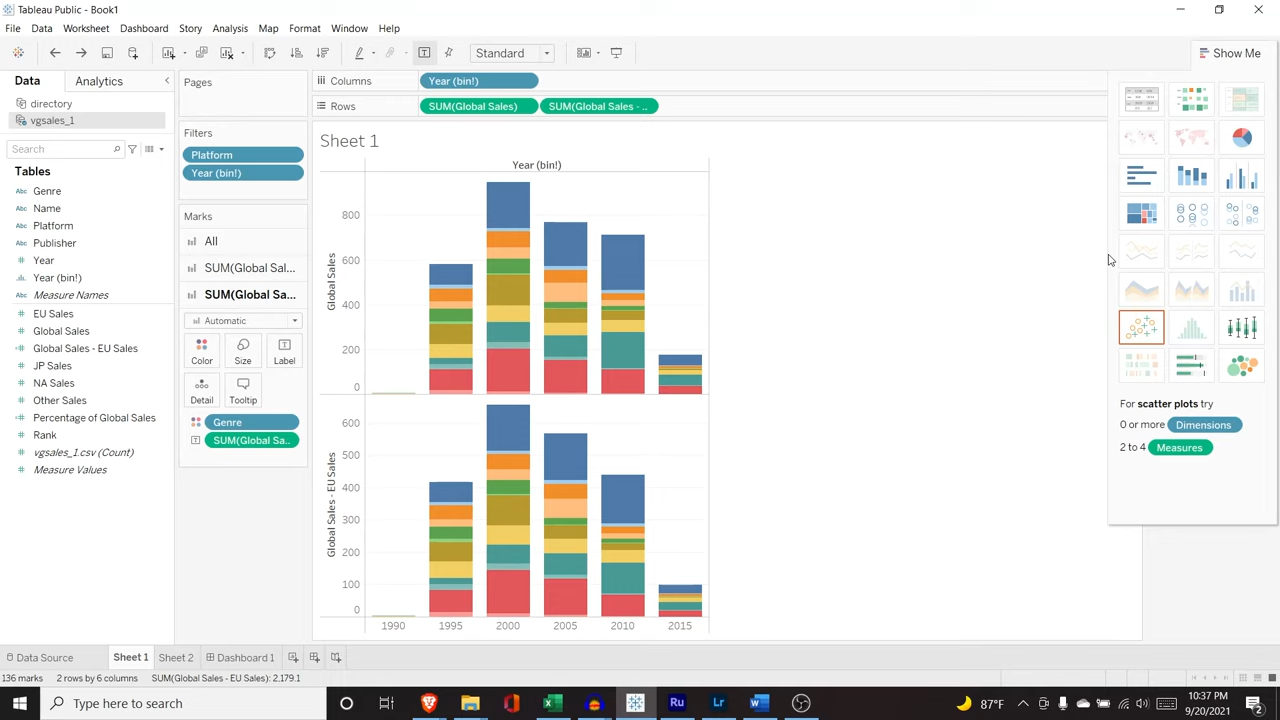 Tableau Public - Book1
File Data Worksheet Dashboard Story Analysis Map Format Window Help
Standard
Show Me
Data Analytics
directory
vgsales_1
Search
Tables
Abc Genre
Abc Name
Abc Platform
Abc Publisher
# Year
Year (bin!)
Abc Measure Names
# EU Sales
# Global Sales
# Global Sales - EU Sales
# JP Sales
# NA Sales
# Other Sales
# Percentage of Global Sales
# Rank
# vgsales_1.csv (Count)
# Measure Values
Pages
Filters
Platform
Year (bin!)
Marks
All
SUM(Global Sal...
SUM(Global Sa...
Automatic
Color Size Label
Detail Tooltip
Genre
SUM(Global Sa..
Columns Year (bin!)
Rows SUM(Global Sales) SUM(Global Sales - ..
Sheet 1
Year (bin!)
Global Sales
800
600
400
200
0
Global Sales - EU Sales
600
500
400
300
200
100
0
1990 1995 2000 2005 2010 2015
For scatter plots try
0 or more Dimensions
2 to 4 Measures
Data Source Sheet 1 Sheet 2 Dashboard 1
136 marks 2 rows by 6 columns SUM(Global Sales - EU Sales): 2,179.1
Type here to search
Ru
Lr
87°F
10:37 PM
9/20/2021
2